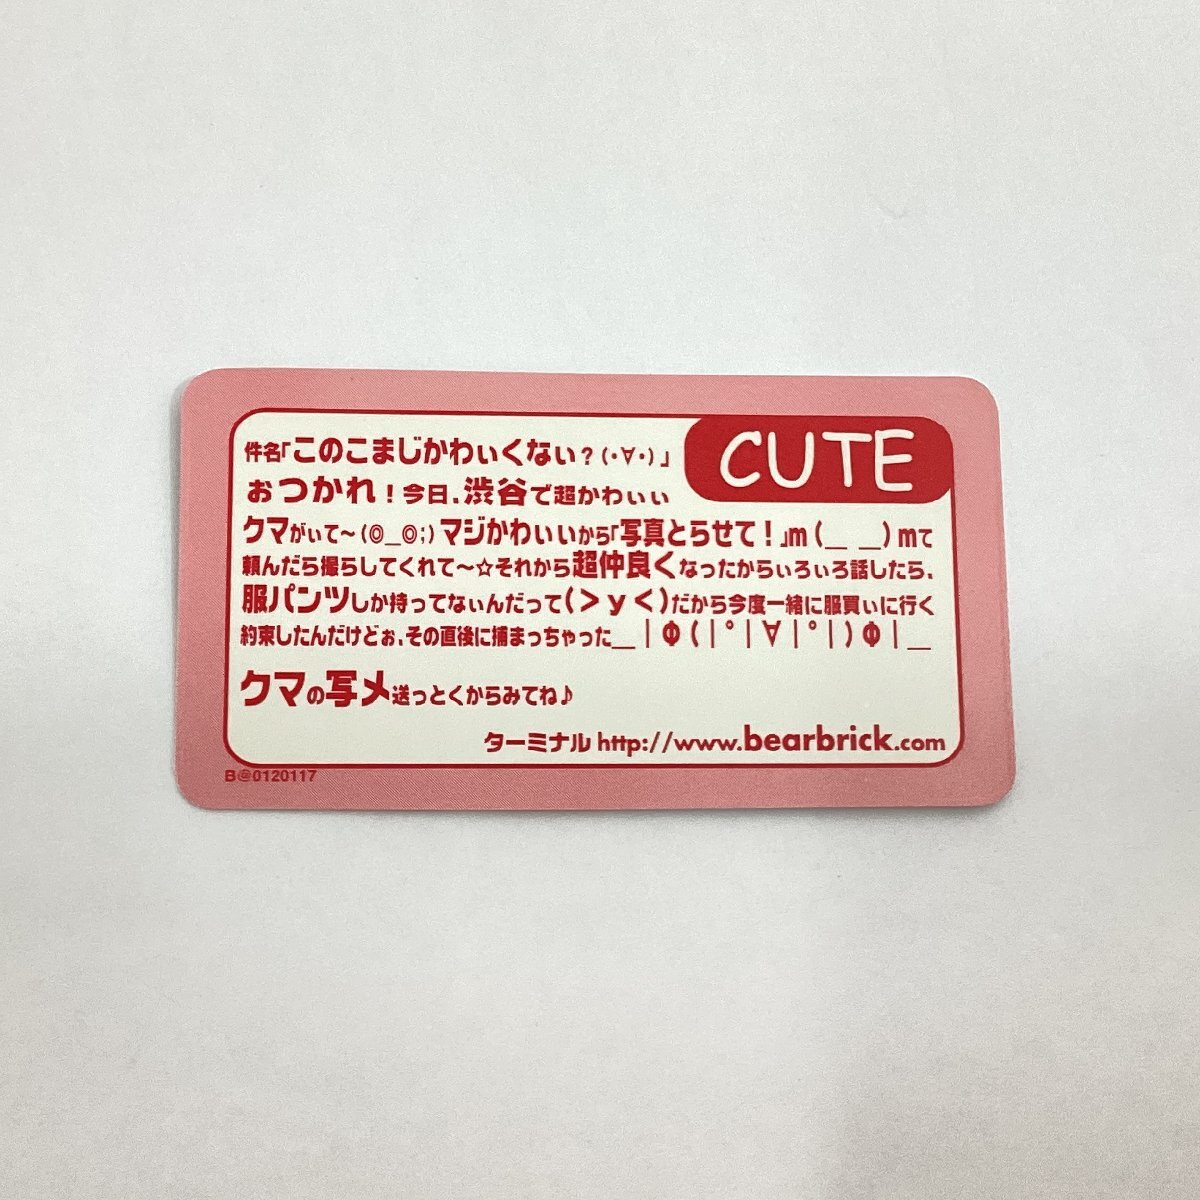 CUTE
件名「このこまじかわぃくなぃ？(・∀・)」
ぉつかれ！今日、渋谷で超かわぃぃ
クマがぃて～(◎＿◎;)マジかわぃぃから「写真とらせて！」m(＿ ＿)mて
頼んだら撮らしてくれて～☆それから超仲良くなったからぃろぃろ話したら、
服パンツしか持ってなぃんだって(＞ｙ＜)だから今度一緒に服買ぃに行く
約束したんだけどぉ、その直後に捕まっちゃった＿｜Φ(｜°｜∀｜°｜)Φ｜＿
クマの写メ送っとくからみてね♪
ターミナル http://www.bearbrick.com
B@0120117